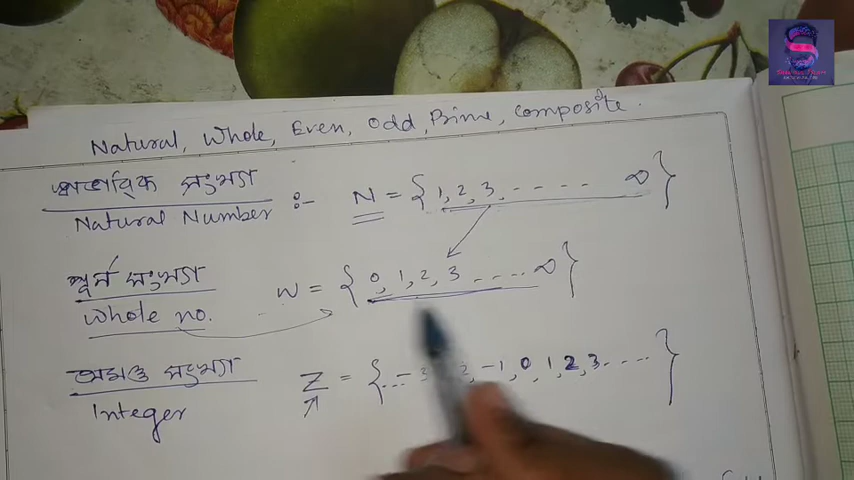 Natural, Whole, Even, Odd, Prime, Composite.
স্বাভাবিক সংখ্যা
Natural Number :- N = {1, 2, 3, - - - - - ∞}
পূর্ণ সংখ্যা
Whole no. W = {0, 1, 2, 3 ..... ∞}
অখণ্ড সংখ্যা
Integer Z = {...-3, -1, 0, 1, 2, 3.....}